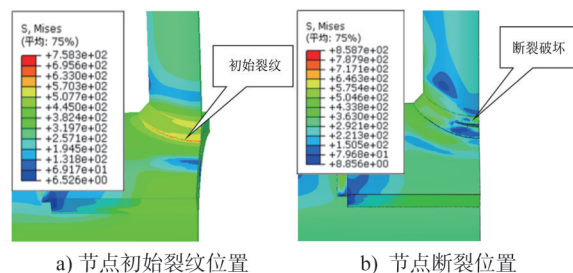 S, Mises
(平均: 75%)
+7.583e+02
+6.956e+02
+6.330e+02
+5.703e+02
+5.077e+02
+4.450e+02
+3.824e+02
+3.197e+02
+2.571e+02
+1.945e+02
+1.318e+02
+6.917e+01
+6.526e+00
初始裂纹
S, Mises
(平均: 75%)
+8.587e+02
+7.879e+02
+7.171e+02
+6.463e+02
+5.754e+02
+5.046e+02
+4.338e+02
+3.630e+02
+2.921e+02
+2.213e+02
+1.505e+02
+7.968e+01
+8.856e+00
断裂破坏
a) 节点初始裂纹位置
b) 节点断裂位置